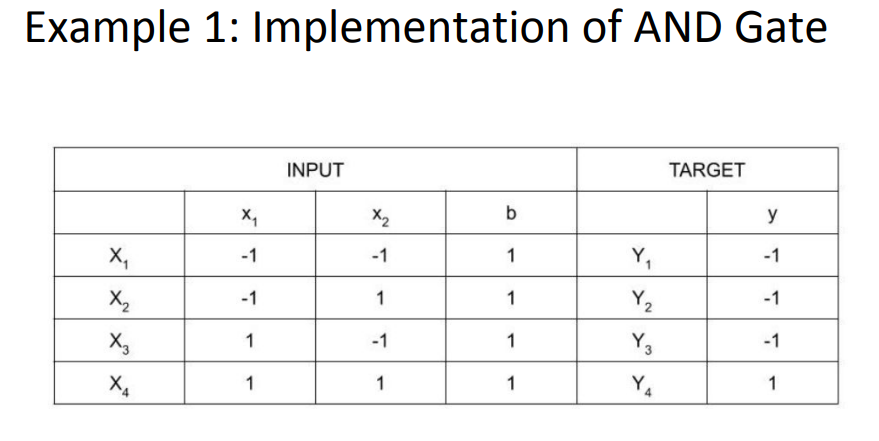 Example 1: Implementation of AND Gate
INPUT TARGET
x₁ x₂ b y
X₁ -1 -1 1 Y₁ -1
X₂ -1 1 1 Y₂ -1
X₃ 1 -1 1 Y₃ -1
X₄ 1 1 1 Y₄ 1